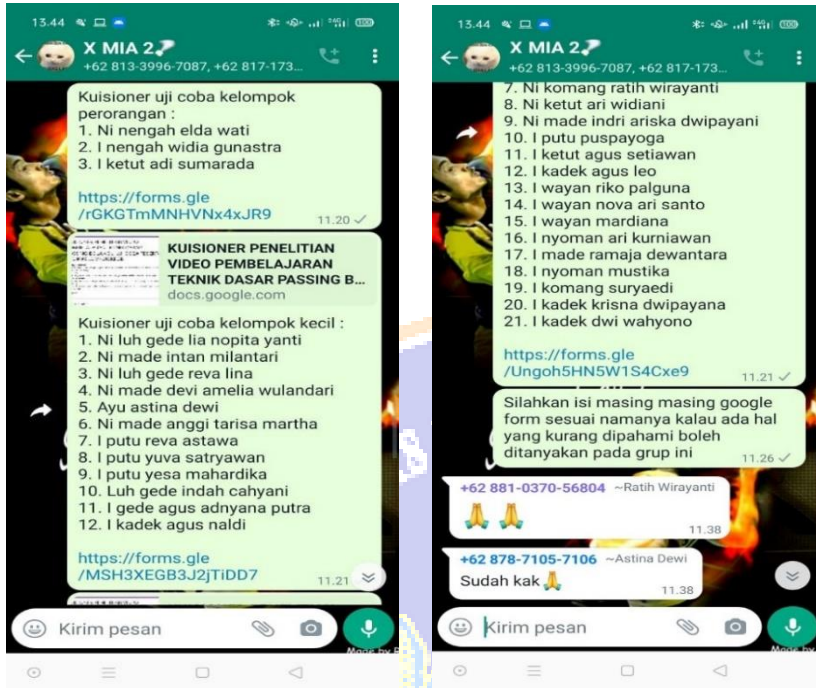 13.44
X MIA 2
+62 813-3996-7087, +62 817-173...
Kuisioner uji coba kelompok
perorangan :
1. Ni nengah elda wati
2. I nengah widia gunastra
3. I ketut adi sumarada
https://forms.gle
/rGKGTmMNHVNx4xJR9
11.20
KUISIONER PENELITIAN
VIDEO PEMBELAJARAN
TEKNIK DASAR PASSING B...
docs.google.com
Kuisioner uji coba kelompok kecil :
1. Ni luh gede lia nopita yanti
2. Ni made intan milantari
3. Ni luh gede reva lina
4. Ni made devi amelia wulandari
5. Ayu astina dewi
6. Ni made anggi tarisa martha
7. I putu reva astawa
8. I putu yuva satryawan
9. I putu yesa mahardika
10. Luh gede indah cahyani
11. I gede agus adnyana putra
12. I kadek agus naldi
https://forms.gle
/MSH3XEGB3J2jTiDD7
11.21
Kirim pesan
13.44
X MIA 2
+62 813-3996-7087, +62 817-173...
7. Ni komang ratih wirayanti
8. Ni ketut ari widiani
9. Ni made indri ariska dwipayani
10. I putu puspayoga
11. I ketut agus setiawan
12. I kadek agus leo
13. I wayan riko palguna
14. I wayan nova ari santo
15. I wayan mardiana
16. I nyoman ari kurniawan
17. I made ramaja dewantara
18. I nyoman mustika
19. I komang suryaedi
20. I kadek krisna dwipayana
21. I kadek dwi wahyono
https://forms.gle
/Ungoh5HN5W1S4Cxe9
11.21
Silahkan isi masing masing google
form sesuai namanya kalau ada hal
yang kurang dipahami boleh
ditanyakan pada grup ini
11.26
+62 881-0370-56804 ~Ratih Wirayanti
🙏 🙏
11.38
+62 878-7105-7106 ~Astina Dewi
Sudah kak 🙏
11.38
Kirim pesan